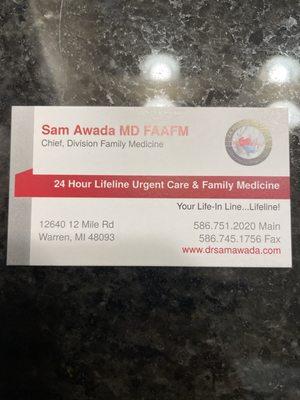 Sam Awada MD FAAFM
Chief, Division Family Medicine
24 Hour Lifeline Urgent Care & Family Medicine
Your Life-In Line...Lifeline!
12640 12 Mile Rd
Warren, MI 48093
586.751.2020 Main
586.745.1756 Fax
www.drsamawada.com